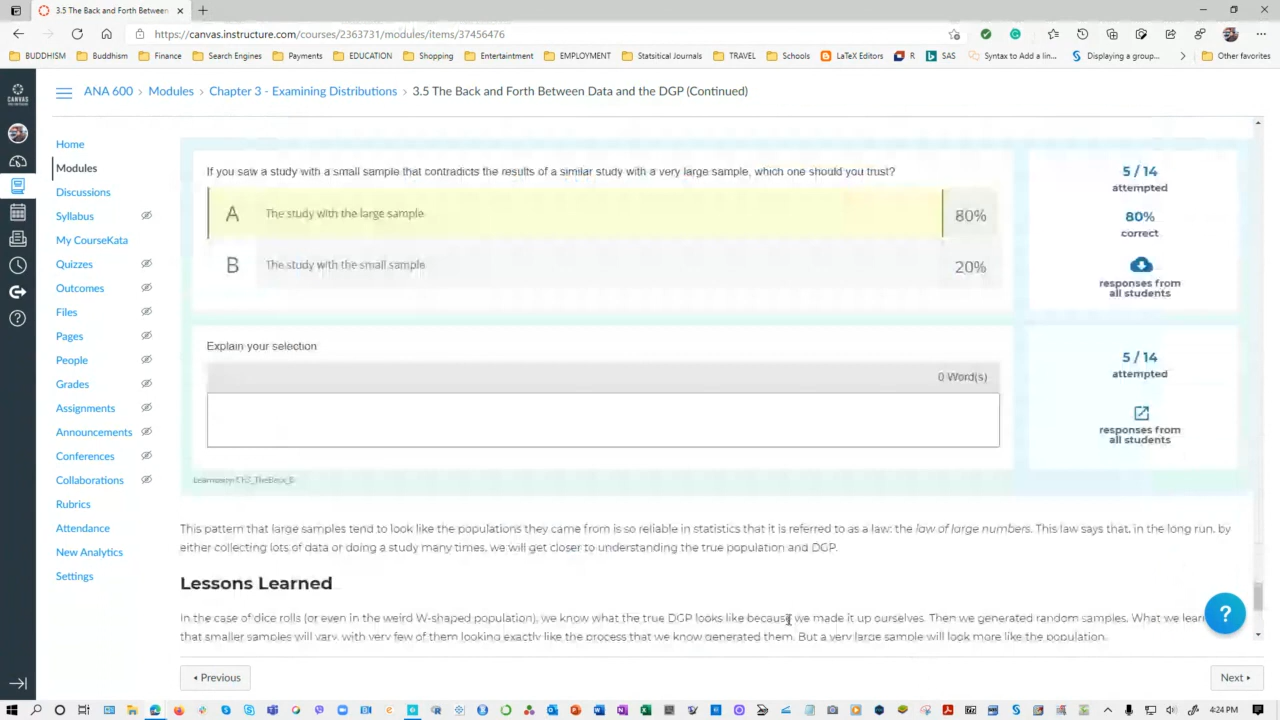 3.5 The Back and Forth Between
https://canvas.instructure.com/courses/2363731/modules/items/37456476
BUDDHISM Buddhism Finance Search Engines Payments EDUCATION Shopping Entertainment EMPLOYMENT Statsitical Journals TRAVEL Schools LaTeX Editors R SAS Syntax to Add a lin... Displaying a group... Other favorites
CANVAS
ANA 600 › Modules › Chapter 3 - Examining Distributions › 3.5 The Back and Forth Between Data and the DGP (Continued)
Home
Modules
Discussions
Syllabus
My CourseKata
Quizzes
Outcomes
Files
Pages
People
Grades
Assignments
Announcements
Conferences
Collaborations
Rubrics
Attendance
New Analytics
Settings
If you saw a study with a small sample that contradicts the results of a similar study with a very large sample, which one should you trust?
A The study with the large sample 80%
B The study with the small sample 20%
5 / 14
attempted
80%
correct
responses from
all students
Explain your selection
0 Word(s)
5 / 14
attempted
responses from
all students
This pattern that large samples tend to look like the populations they came from is so reliable in statistics that it is referred to as a law: the law of large numbers. This law says that, in the long run, by
either collecting lots of data or doing a study many times, we will get closer to understanding the true population and DGP.
Lessons Learned
In the case of dice rolls (or even in the weird W-shaped population), we know what the true DGP looks like because we made it up ourselves. Then we generated random samples. What we lear
that smaller samples will vary, with very few of them looking exactly like the process that we know generated them. But a very large sample will look more like the population.
?
Previous
Next
4:24 PM